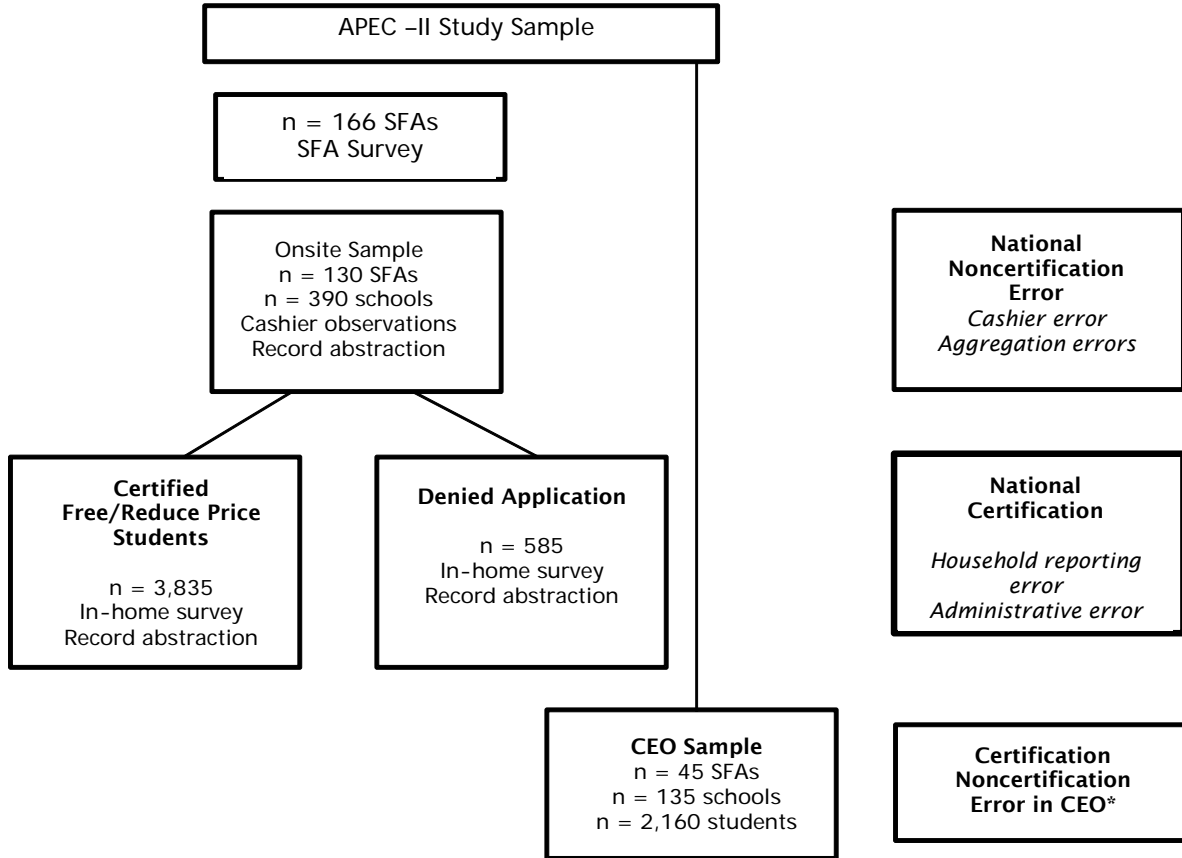 APEC –II Study Sample
n = 166 SFAs
SFA Survey
Onsite Sample
n = 130 SFAs
n = 390 schools
Cashier observations
Record abstraction
National
Noncertification
Error
Cashier error
Aggregation errors
Certified
Free/Reduce Price
Students
n = 3,835
In-home survey
Record abstraction
Denied Application
n = 585
In-home survey
Record abstraction
National
Certification
Household reporting
error
Administrative error
CEO Sample
n = 45 SFAs
n = 135 schools
n = 2,160 students
Certification
Noncertification
Error in CEO*